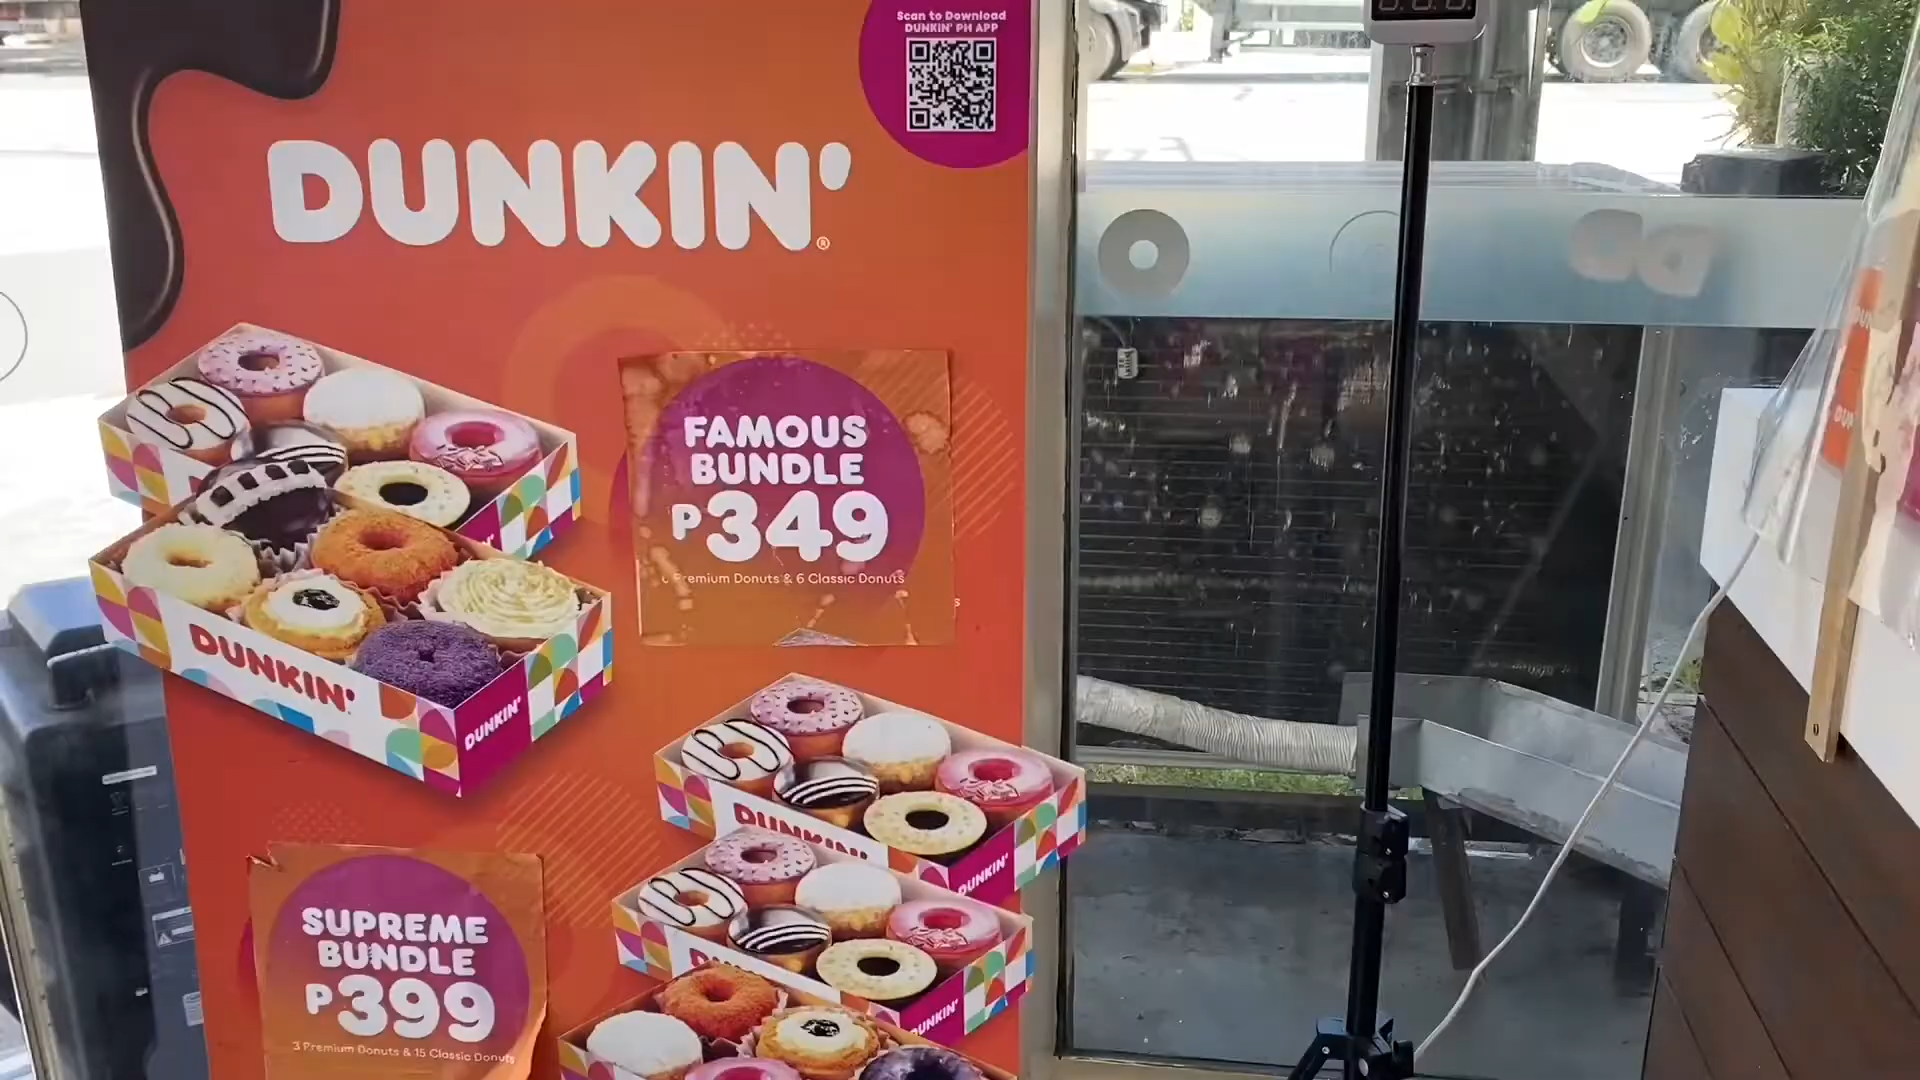 Scan to Download
DUNKIN' PH APP
DUNKIN'®
FAMOUS
BUNDLE
P349
Premium Donuts & 6 Classic Donuts
DUNKIN'
DUNKIN'
DUNKIN'
DUNKIN'
DUNKIN'
SUPREME
BUNDLE
P399
3 Premium Donuts & 15 Classic Donuts